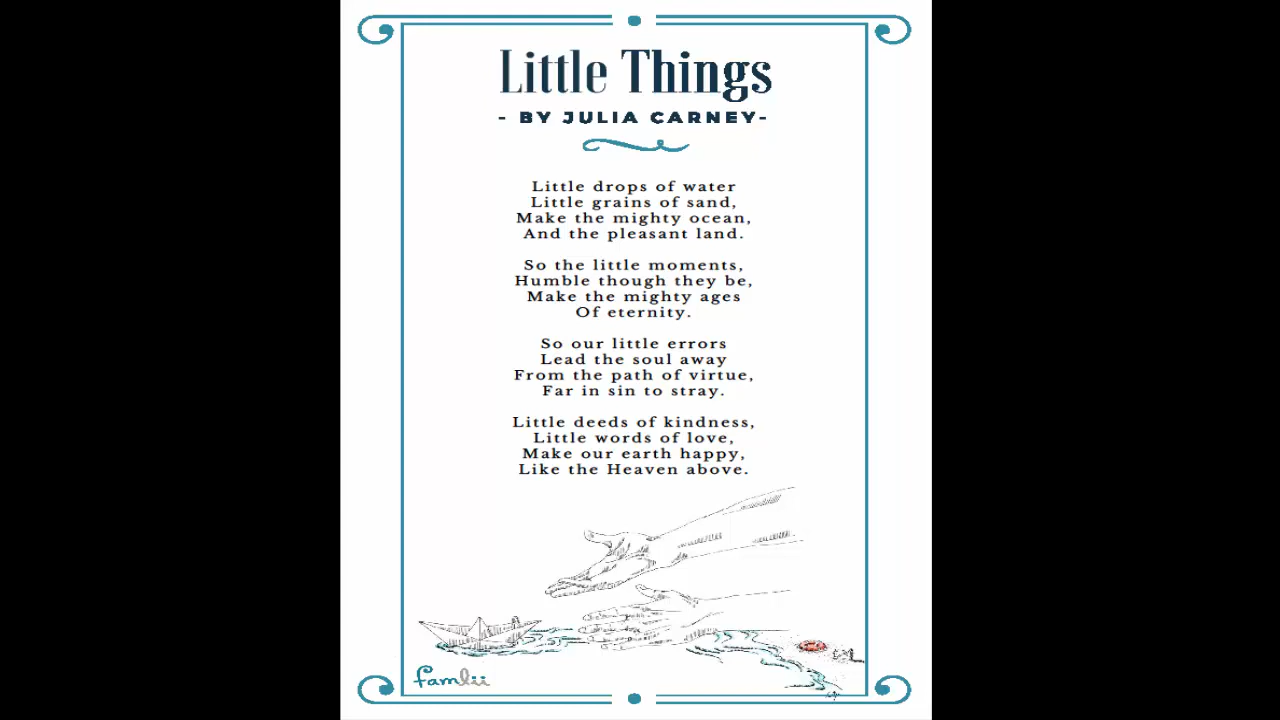 Little Things
- BY JULIA CARNEY-
Little drops of water
Little grains of sand,
Make the mighty ocean,
And the pleasant land.
So the little moments,
Humble though they be,
Make the mighty ages
Of eternity.
So our little errors
Lead the soul away
From the path of virtue,
Far in sin to stray.
Little deeds of kindness,
Little words of love,
Make our earth happy,
Like the Heaven above.
famlii